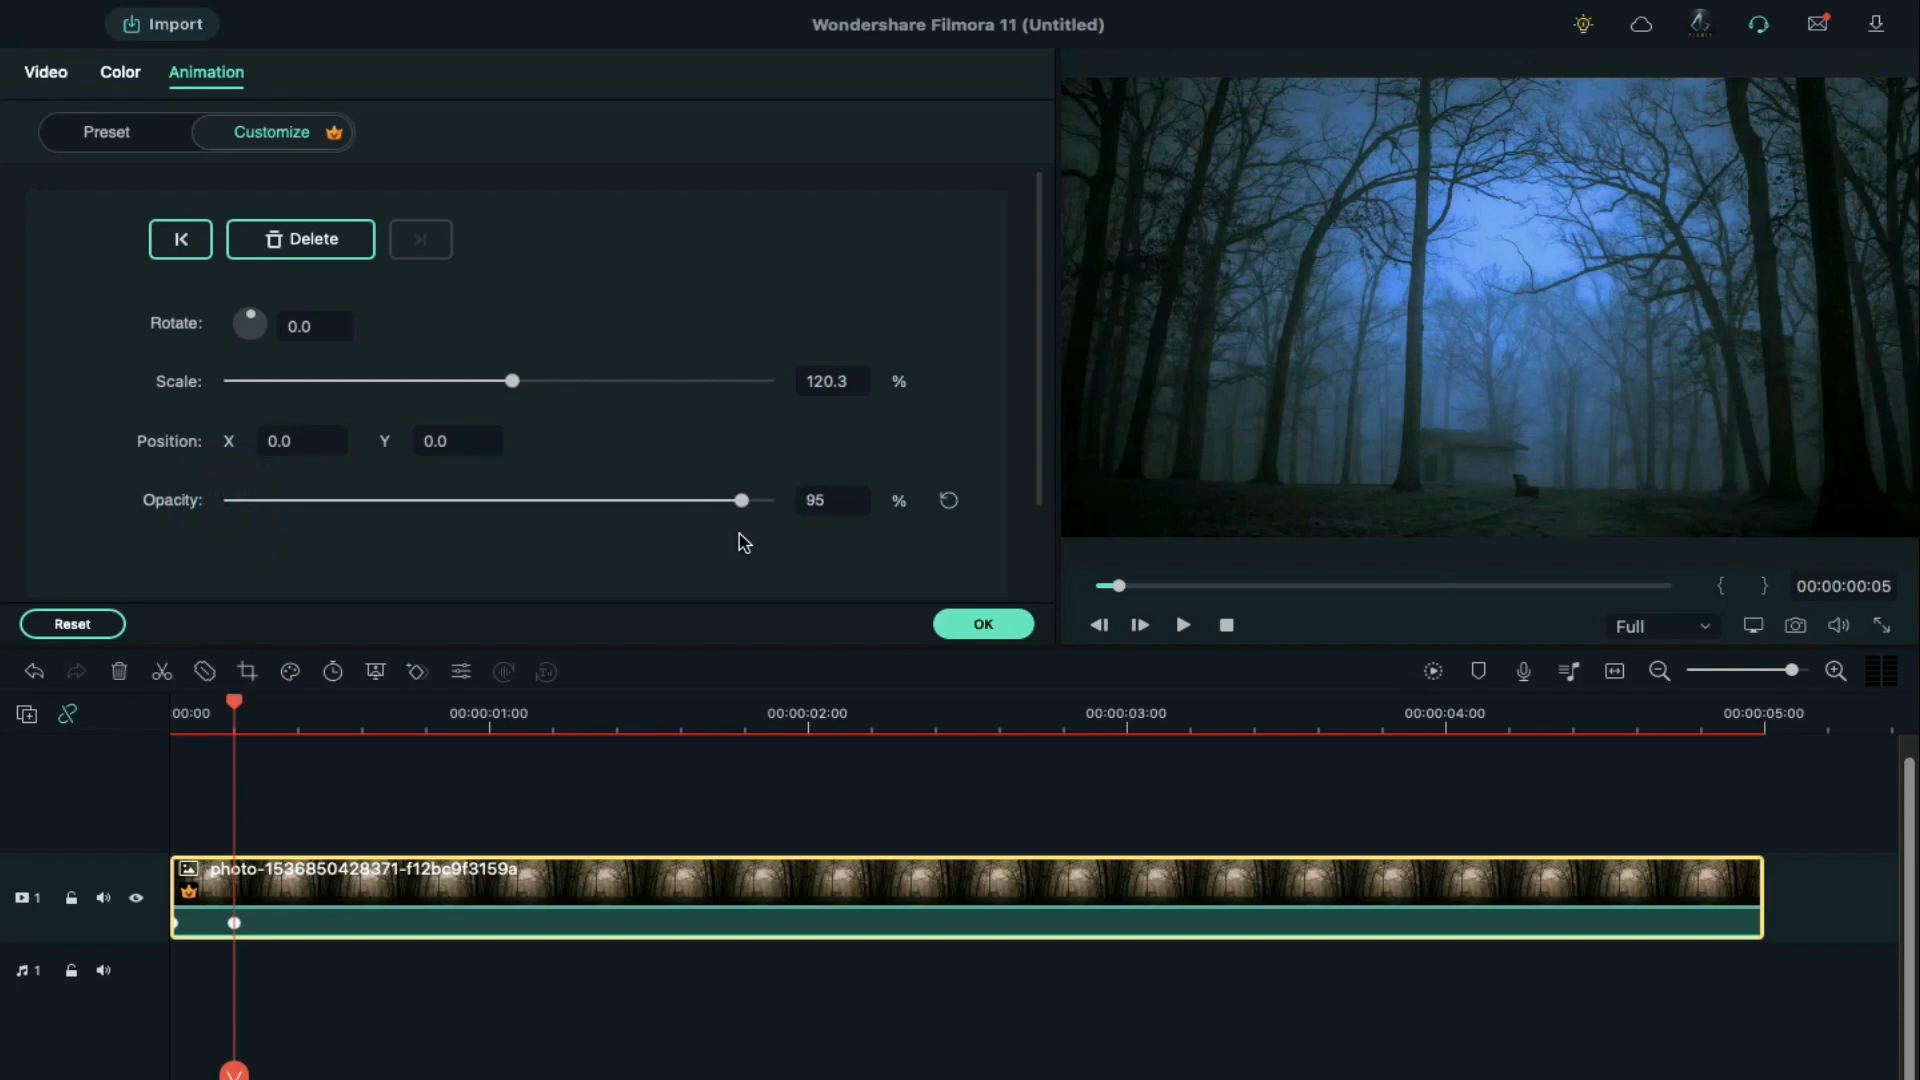 Import
Wondershare Filmora 11 (Untitled)
Video Color Animation
Preset Customize
Delete
Rotate: 0.0
Scale: 120.3 %
Position: X 0.0 Y 0.0
Opacity: 95 %
Reset OK
00:00:00:05
Full
:00:00 00:00:01:00 00:00:02:00 00:00:03:00 00:00:04:00 00:00:05:00
photo-1536850428371-f12bc9f3159a
1
1